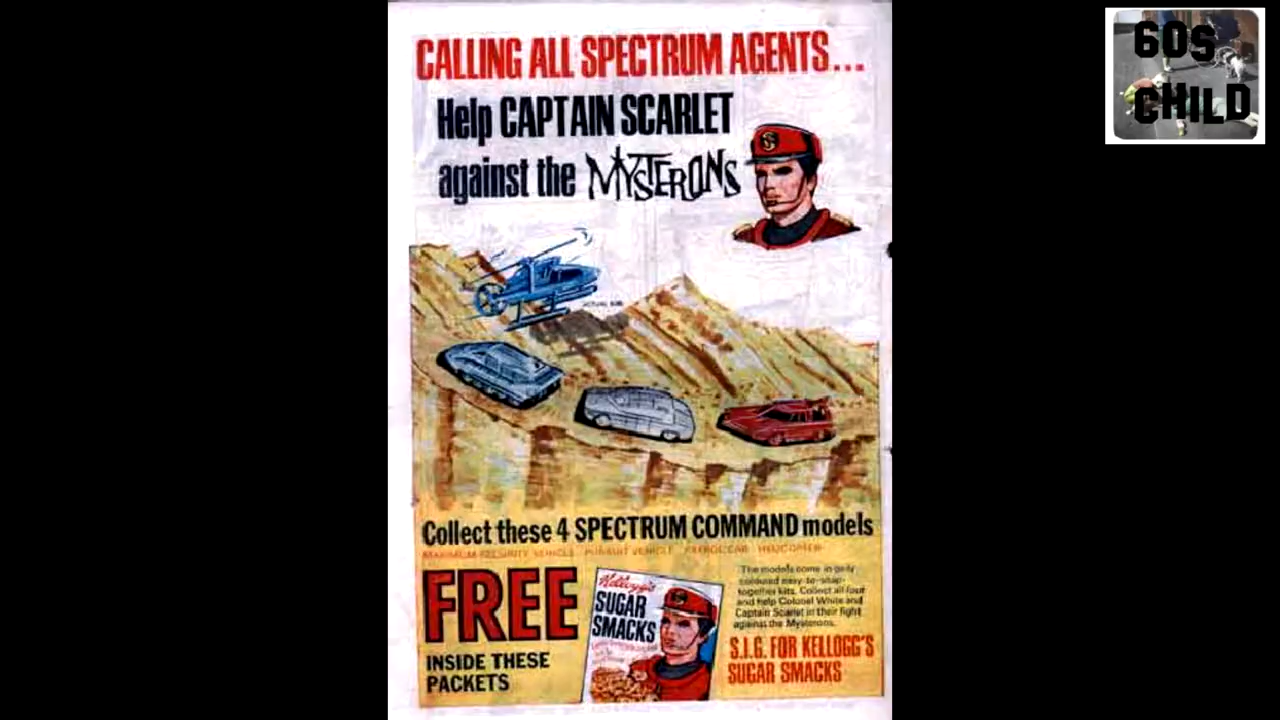 CALLING ALL SPECTRUM AGENTS...
Help CAPTAIN SCARLET
against the MYSTERONS
60s
CHILD
ACTUAL SIZE
Collect these 4 SPECTRUM COMMAND models
MAXIMUM SECURITY VEHICLE PURSUIT VEHICLE PATROL CAR HELICOPTER
FREE
INSIDE THESE
PACKETS
Kellogg's
SUGAR
SMACKS
The models come in gaily
coloured easy-to-snap-
together kits. Collect all four
and help Colonel White and
Captain Scarlet in their fight
against the Mysterons.
S.I.G. FOR KELLOGG'S
SUGAR SMACKS